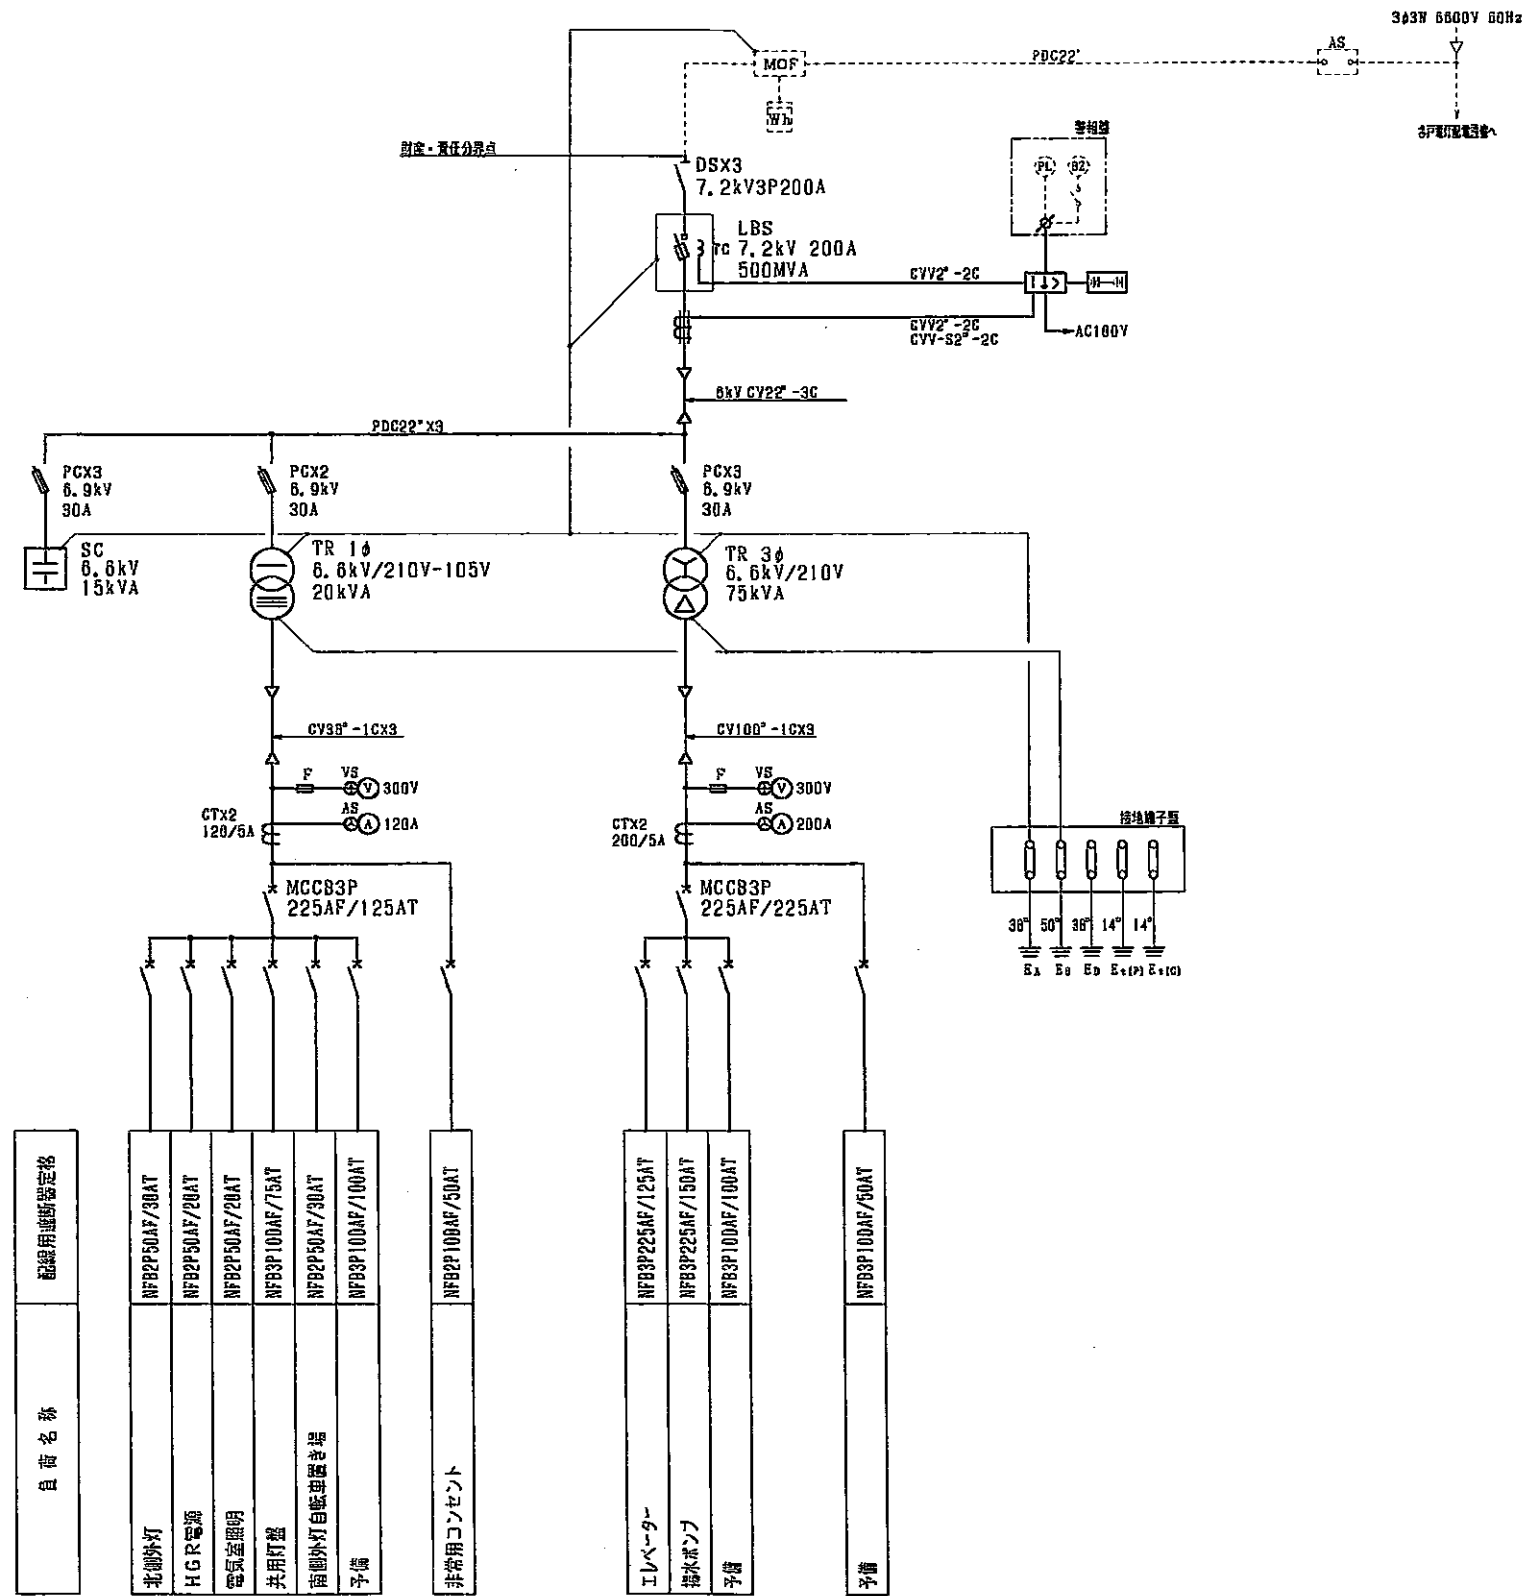 3φ3W 6600V 60Hz
AS
PDC22°
MOF
Wh
警報盤
PL
BZ
財産・責任分界点
DSX3
7.2kV3P200A
LBS
7.2kV 200A
500MVA
TC
CVV2°-2C
CVV2°-2C
CVV-S2°-2C
AC100V
6kV CV22°-3C
PDC22°X3
PCX3
6.9kV
30A
PCX2
6.9kV
30A
PCX3
6.9kV
30A
SC
6.6kV
15kVA
TR 1φ
6.6kV/210V-105V
20kVA
TR 3φ
6.6kV/210V
75kVA
CV38°-1CX3
CV100°-1CX3
F
VS
V
300V
AS
A
120A
CTX2
120/5A
F
VS
V
300V
AS
A
200A
CTX2
200/5A
接地端子盤
MCCB3P
225AF/125AT
MCCB3P
225AF/225AT
38°
50°
38°
14°
14°
EA
EB
ED
Et(P)
Et(C)
配線用遮断器定格
NFB2P50AF/30AT
NFB2P50AF/20AT
NFB2P50AF/20AT
NFB3P100AF/75AT
NFB2P50AF/30AT
NFB3P100AF/100AT
NFB2P100AF/50AT
NFB3P225AF/125AT
NFB3P225AF/150AT
NFB3P100AF/100AT
NFB3P100AF/50AT
負荷名称
北側外灯
HGR電源
電気室照明
共用灯盤
南側外灯自転車置き場
予備
非常用コンセント
エレベーター
揚水ポンプ
予備
予備